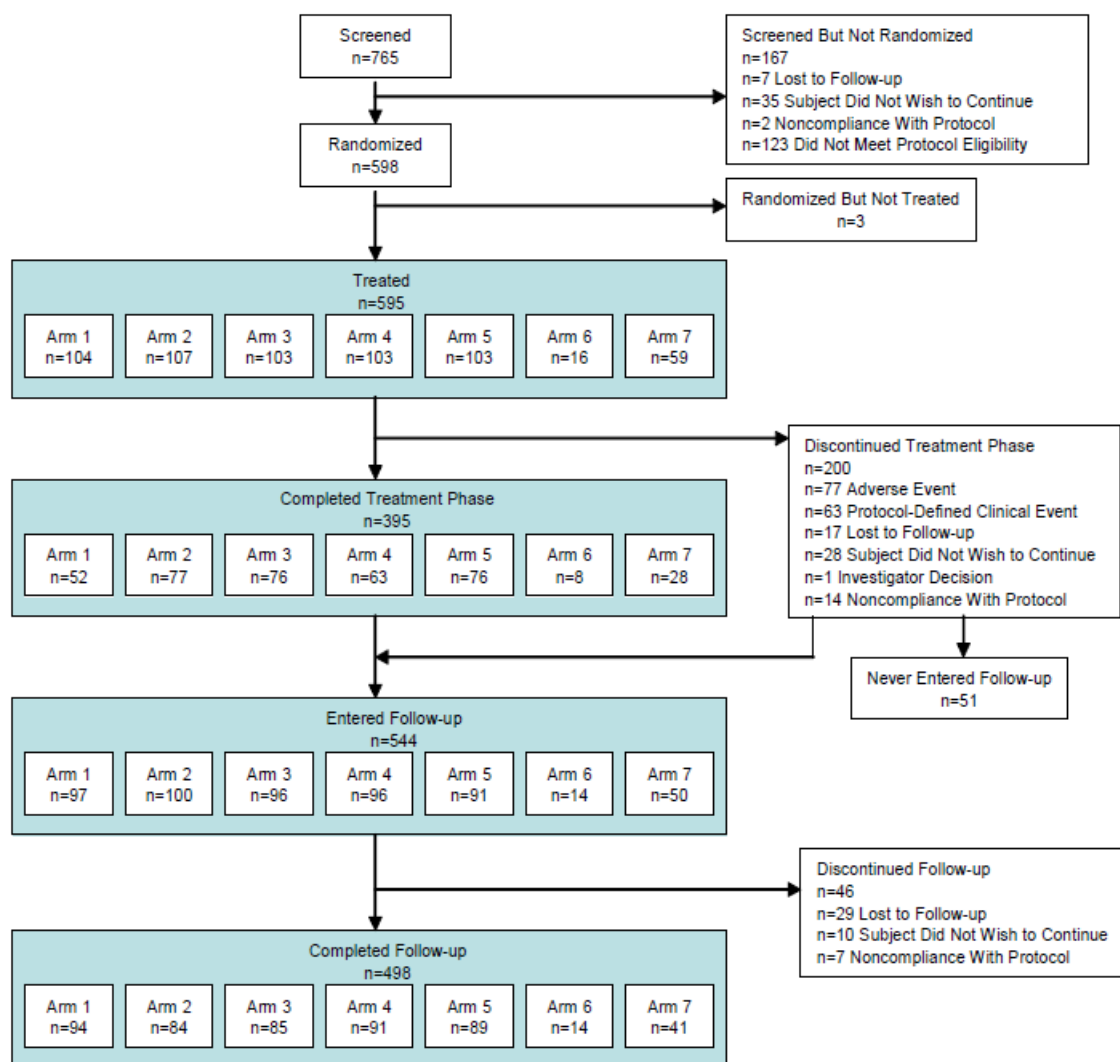 Screened
n=765
Screened But Not Randomized
n=167
n=7 Lost to Follow-up
n=35 Subject Did Not Wish to Continue
n=2 Noncompliance With Protocol
n=123 Did Not Meet Protocol Eligibility
Randomized
n=598
Randomized But Not Treated
n=3
Treated
n=595
Arm 1
n=104
Arm 2
n=107
Arm 3
n=103
Arm 4
n=103
Arm 5
n=103
Arm 6
n=16
Arm 7
n=59
Discontinued Treatment Phase
n=200
n=77 Adverse Event
n=63 Protocol-Defined Clinical Event
n=17 Lost to Follow-up
n=28 Subject Did Not Wish to Continue
n=1 Investigator Decision
n=14 Noncompliance With Protocol
Completed Treatment Phase
n=395
Arm 1
n=52
Arm 2
n=77
Arm 3
n=76
Arm 4
n=63
Arm 5
n=76
Arm 6
n=8
Arm 7
n=28
Never Entered Follow-up
n=51
Entered Follow-up
n=544
Arm 1
n=97
Arm 2
n=100
Arm 3
n=96
Arm 4
n=96
Arm 5
n=91
Arm 6
n=14
Arm 7
n=50
Discontinued Follow-up
n=46
n=29 Lost to Follow-up
n=10 Subject Did Not Wish to Continue
n=7 Noncompliance With Protocol
Completed Follow-up
n=498
Arm 1
n=94
Arm 2
n=84
Arm 3
n=85
Arm 4
n=91
Arm 5
n=89
Arm 6
n=14
Arm 7
n=41